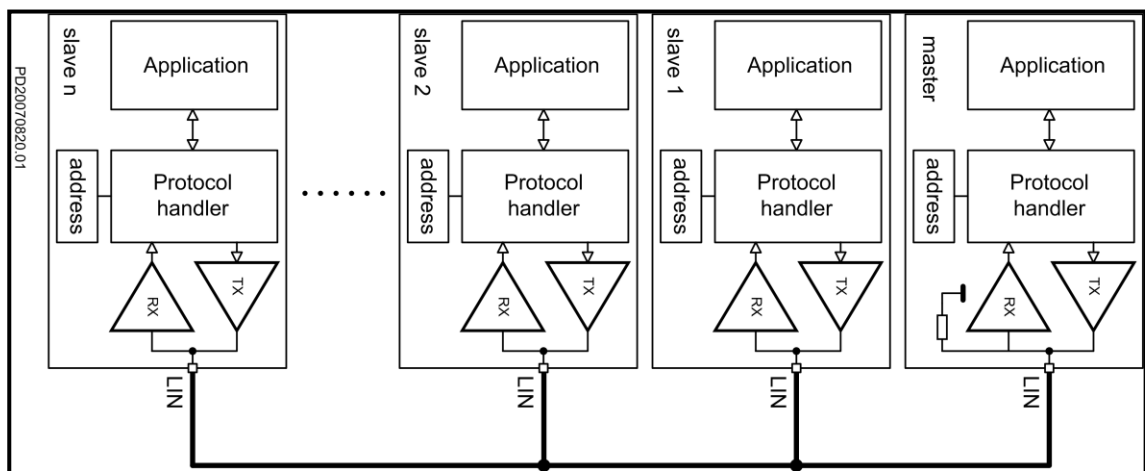 slave n
Application
address
Protocol
handler
RX
TX
LIN
PD20070820.01
......
slave 2
Application
address
Protocol
handler
RX
TX
LIN
slave 1
Application
address
Protocol
handler
RX
TX
LIN
master
Application
address
Protocol
handler
RX
TX
LIN